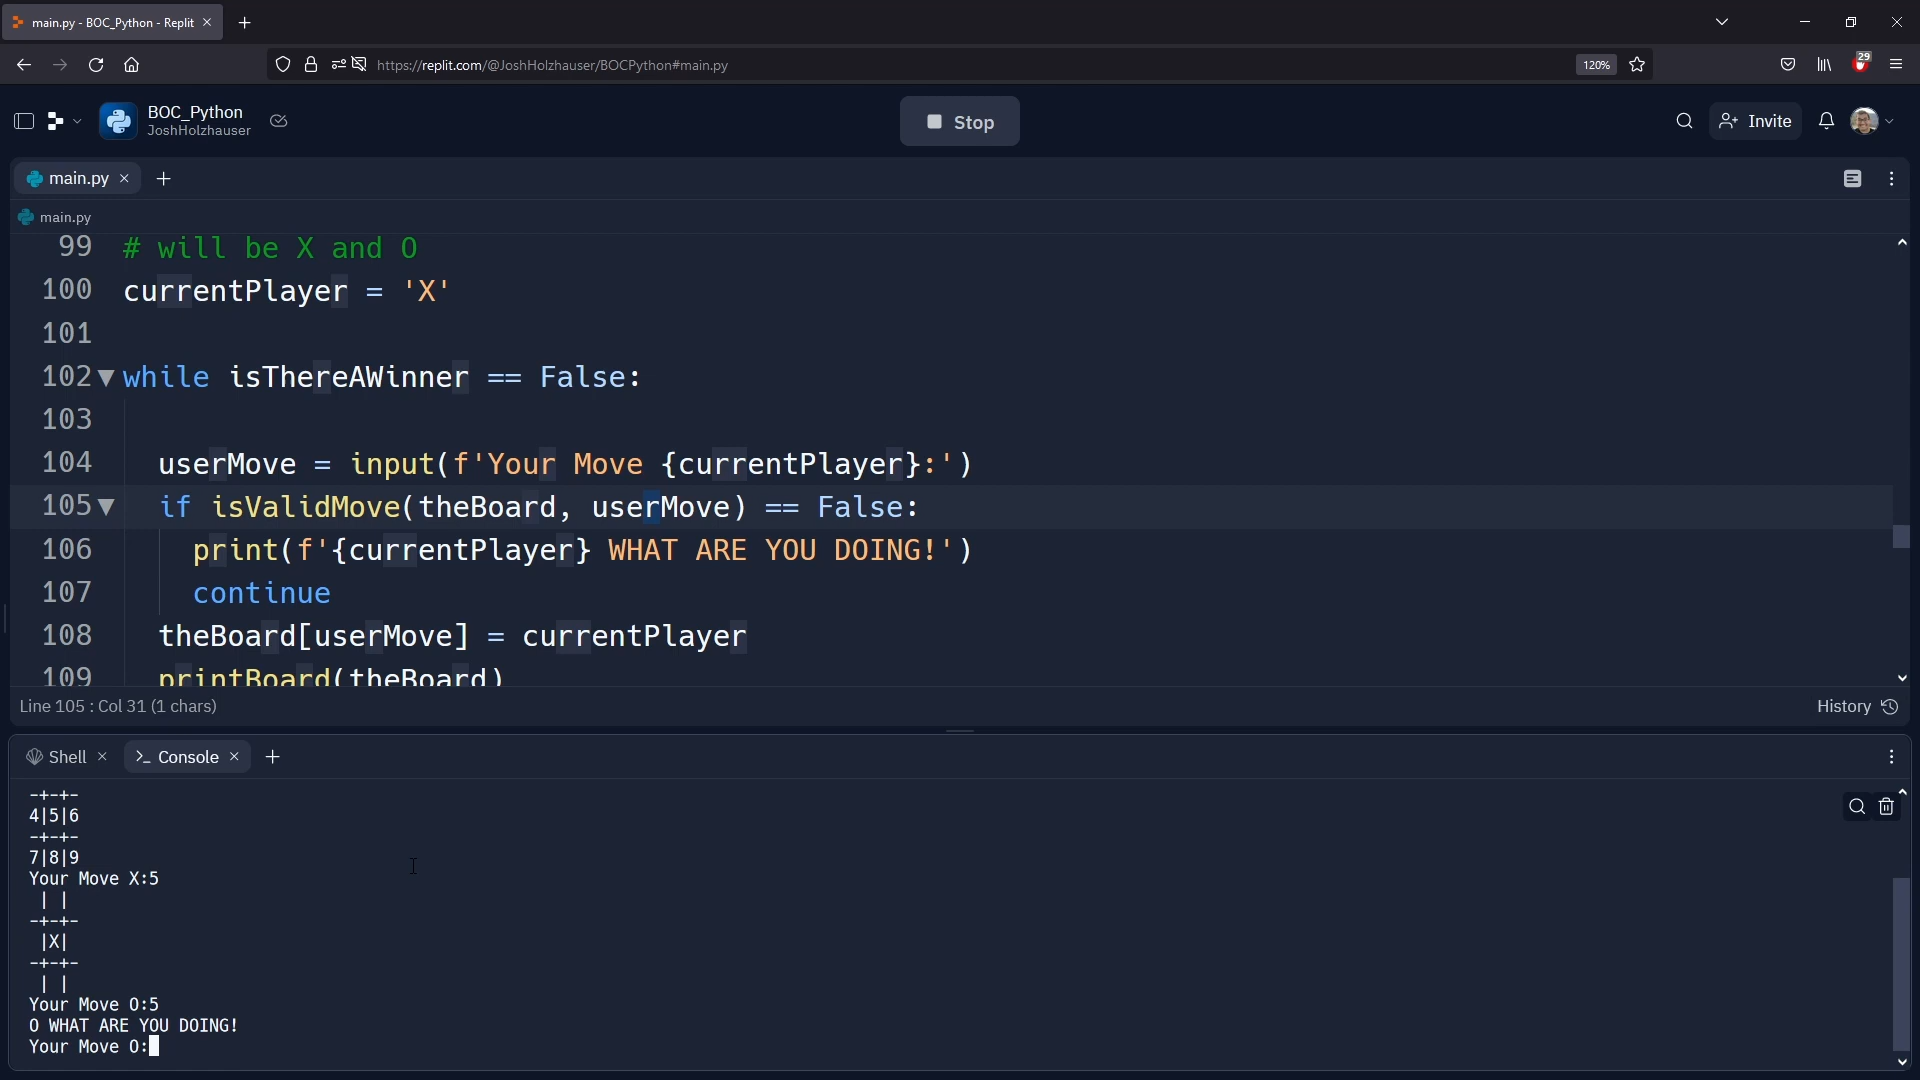 main.py - BOC_Python - Replit
https://replit.com/@JoshHolzhauser/BOCPython#main.py
120%
29
BOC_Python
JoshHolzhauser
Stop
Invite
main.py
main.py
99 # will be X and O
100 currentPlayer = 'X'
101
102 while isThereAWinner == False:
103
104 userMove = input(f'Your Move {currentPlayer}:')
105 if isValidMove(theBoard, userMove) == False:
106 print(f'{currentPlayer} WHAT ARE YOU DOING!')
107 continue
108 theBoard[userMove] = currentPlayer
109 printBoard(theBoard)
Line 105 : Col 31 (1 chars)
History
Shell
Console
-+-+-
4|5|6
-+-+-
7|8|9
Your Move X:5
 | |
-+-+-
 |X|
-+-+-
 | |
Your Move O:5
O WHAT ARE YOU DOING!
Your Move O: